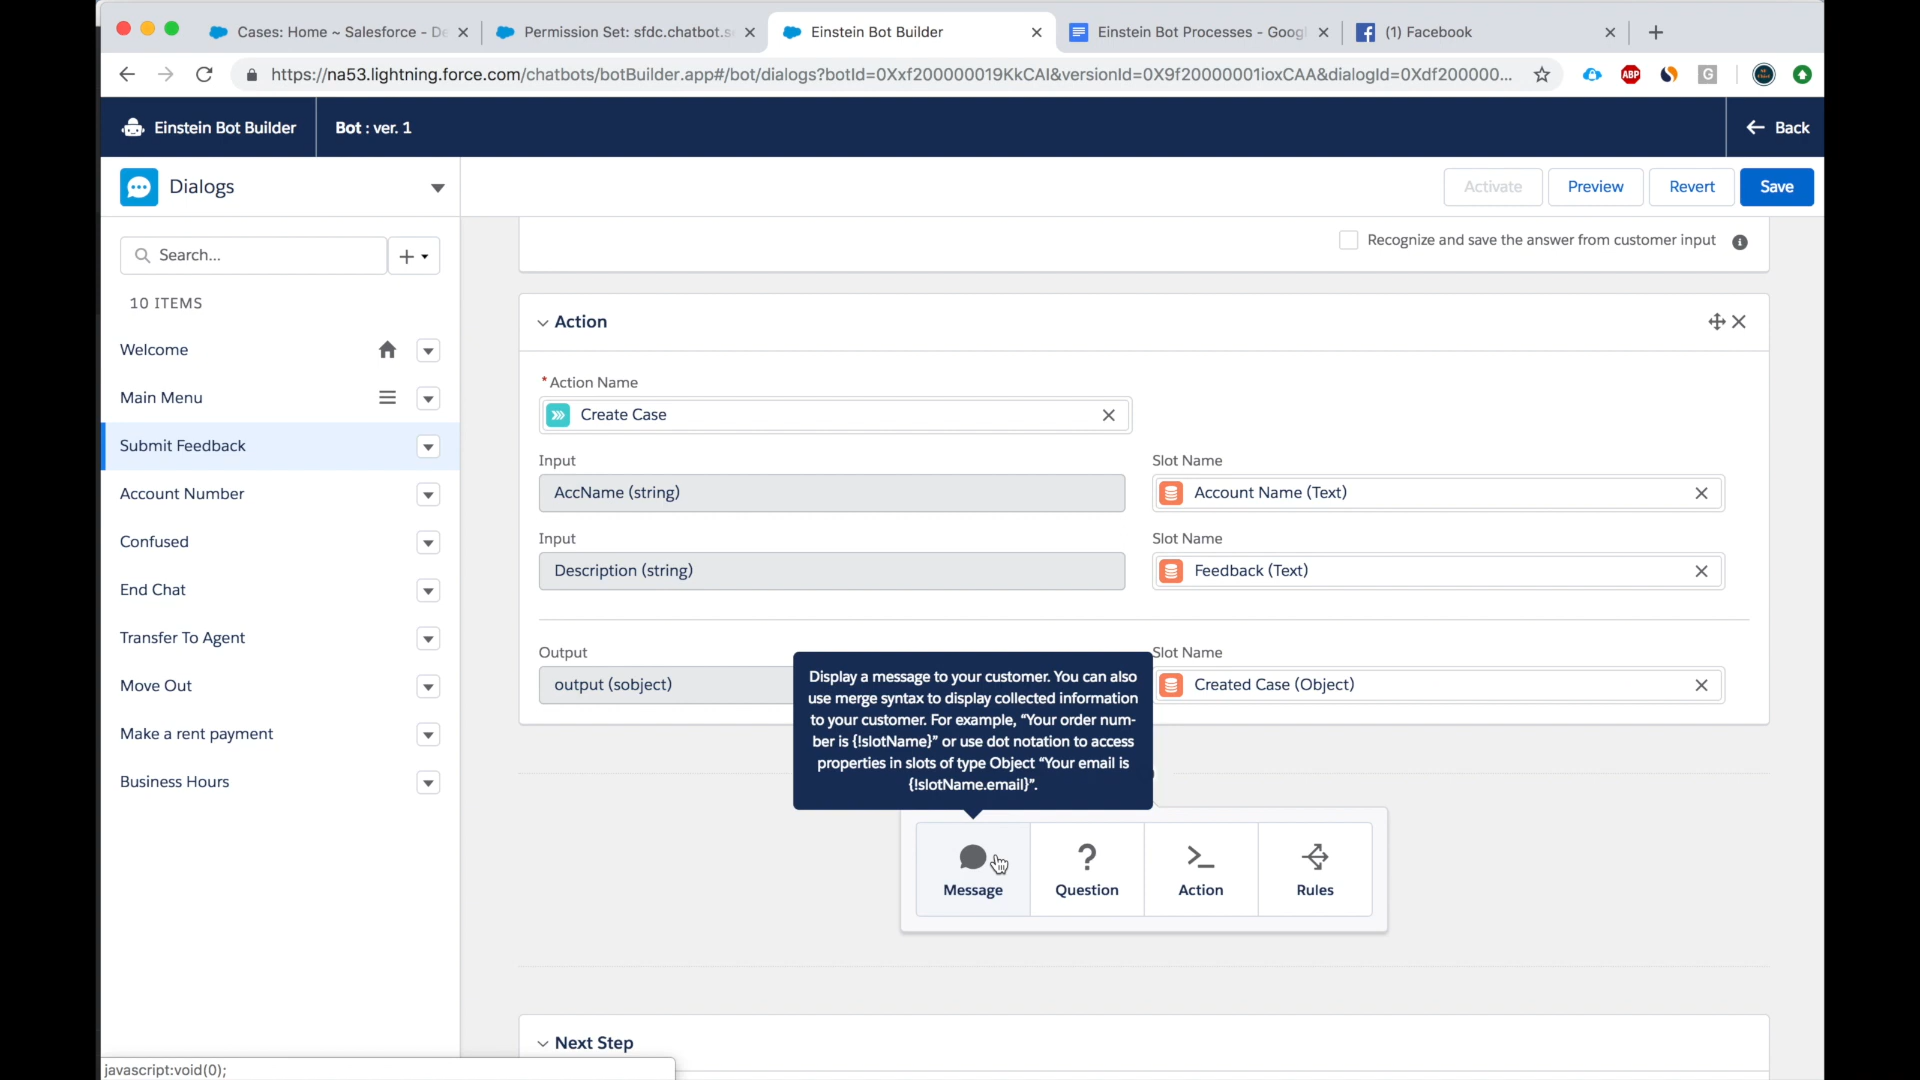 Cases: Home ~ Salesforce - De
Permission Set: sfdc.chatbot.s
Einstein Bot Builder
Einstein Bot Processes - Googl
(1) Facebook
https://na53.lightning.force.com/chatbots/botBuilder.app#/bot/dialogs?botId=0Xxf200000019KkCAI&versionId=0X9f20000001ioxCAA&dialogId=0Xdf200000...
ABP
G
Einstein Bot Builder
Bot : ver. 1
Back
Dialogs
Activate
Preview
Revert
Save
Search...
10 ITEMS
Welcome
Main Menu
Submit Feedback
Account Number
Confused
End Chat
Transfer To Agent
Move Out
Make a rent payment
Business Hours
Recognize and save the answer from customer input
Action
*Action Name
Create Case
Input
Slot Name
AccName (string)
Account Name (Text)
Input
Slot Name
Description (string)
Feedback (Text)
Output
Slot Name
output (sobject)
Created Case (Object)
Display a message to your customer. You can also
use merge syntax to display collected information
to your customer. For example, “Your order num-
ber is {!slotName}” or use dot notation to access
properties in slots of type Object “Your email is
{!slotName.email}”.
Message
Question
Action
Rules
Next Step
javascript:void(0);